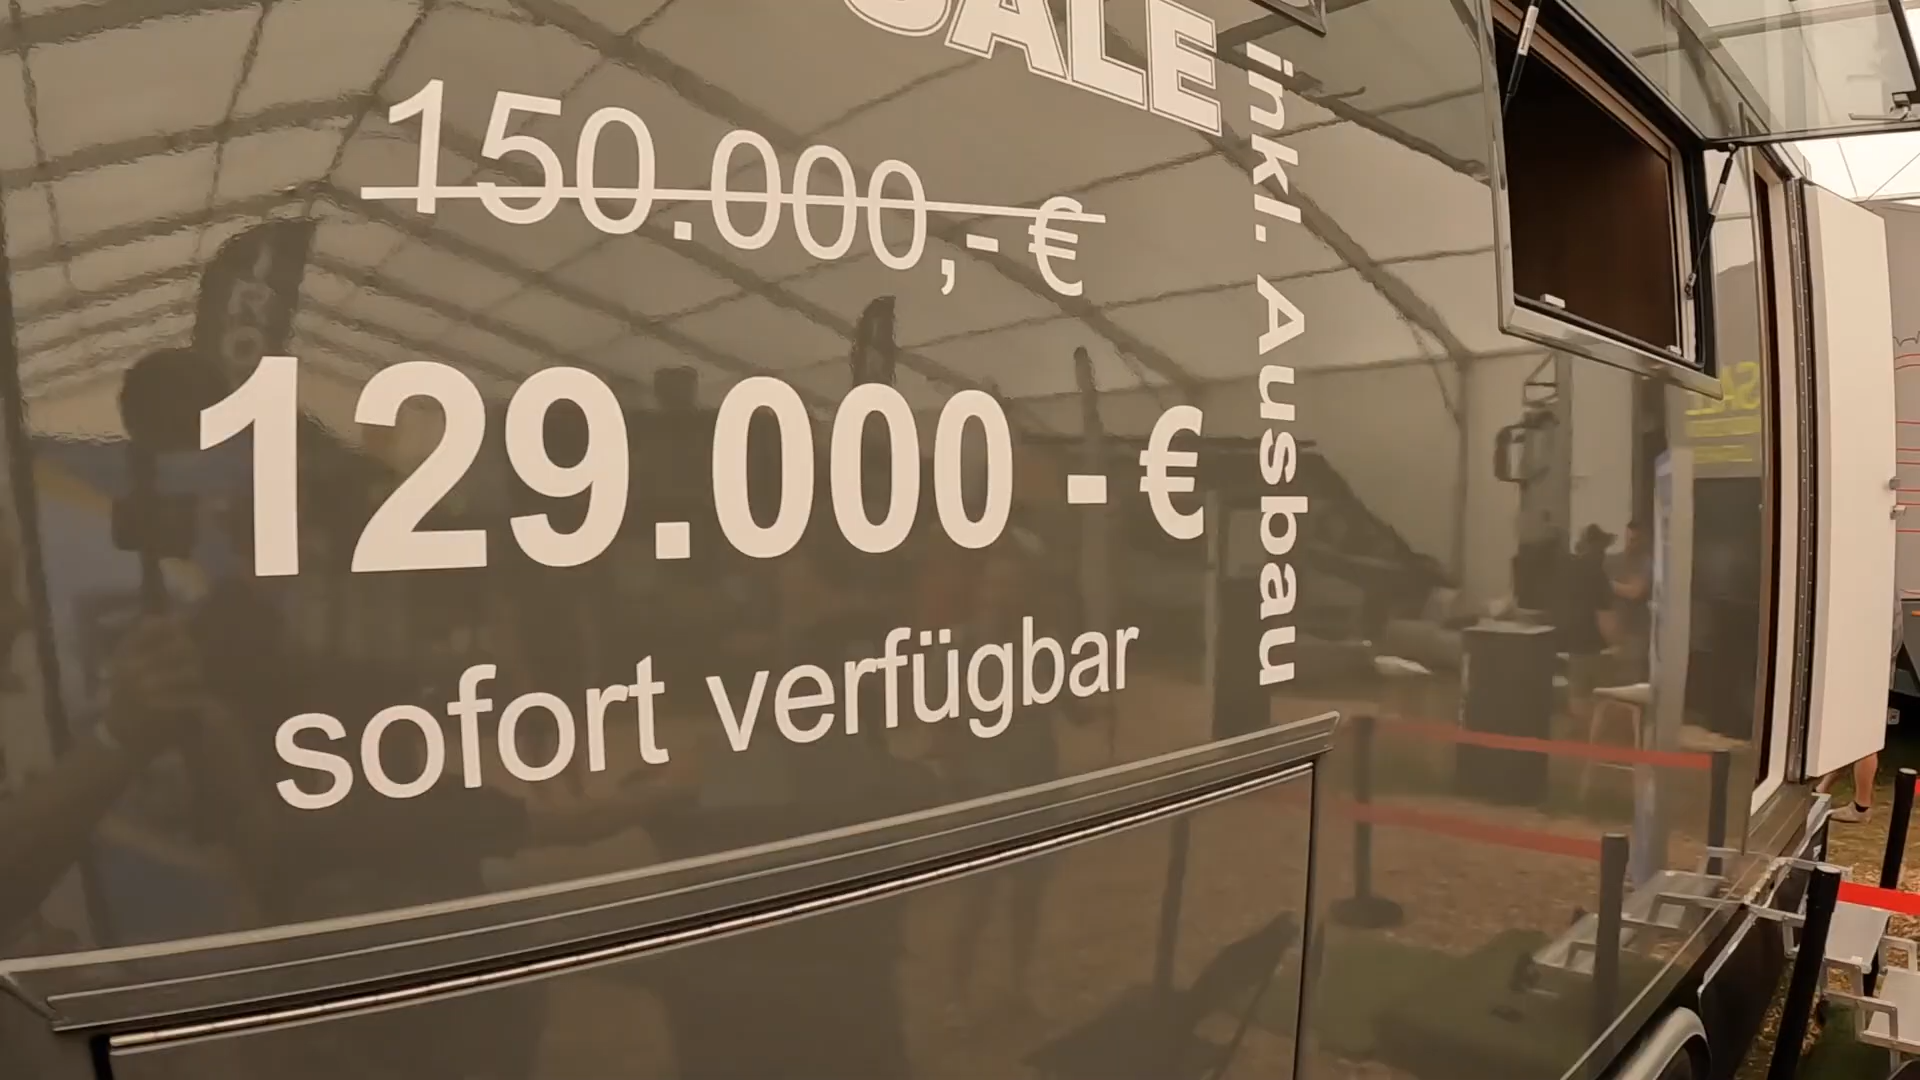 SALE
150.000,- €
129.000 - €
sofort verfügbar
inkl. Ausbau